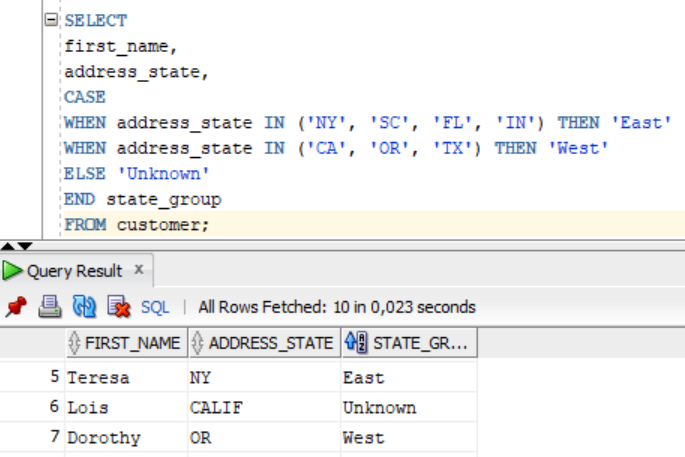 SELECT
first_name,
address_state,
CASE
WHEN address_state IN ('NY', 'SC', 'FL', 'IN') THEN 'East'
WHEN address_state IN ('CA', 'OR', 'TX') THEN 'West'
ELSE 'Unknown'
END state_group
FROM customer;
Query Result x
SQL | All Rows Fetched: 10 in 0,023 seconds
FIRST_NAME ADDRESS_STATE STATE_GR...
5 Teresa NY East
6 Lois CALIF Unknown
7 Dorothy OR West